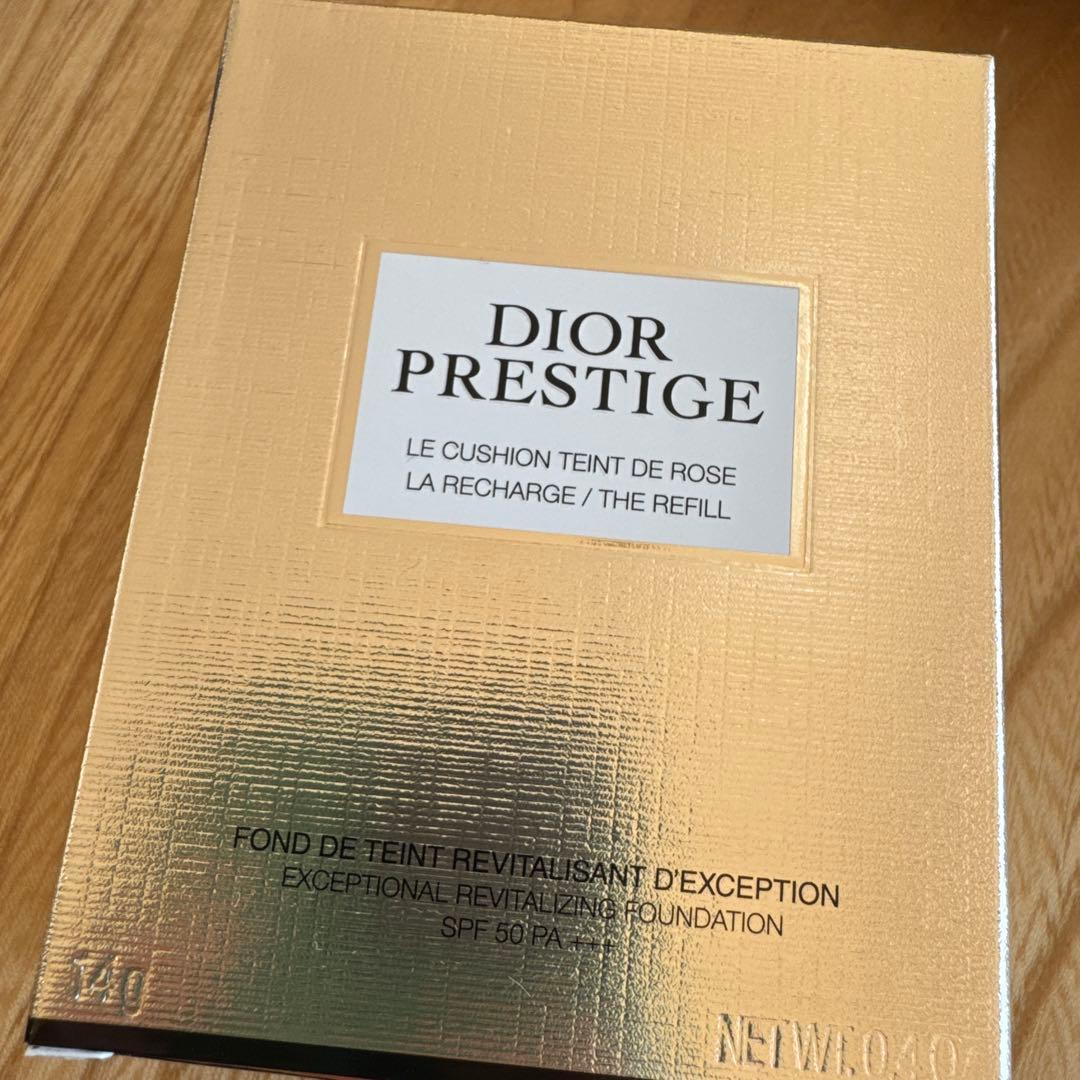 DIOR
PRESTIGE
LE CUSHION TEINT DE ROSE
LA RECHARGE / THE REFILL
FOND DE TEINT REVITALISANT D'EXCEPTION
EXCEPTIONAL REVITALIZING FOUNDATION
SPF 50 PA +++
14g
NET WT. 0.4 O